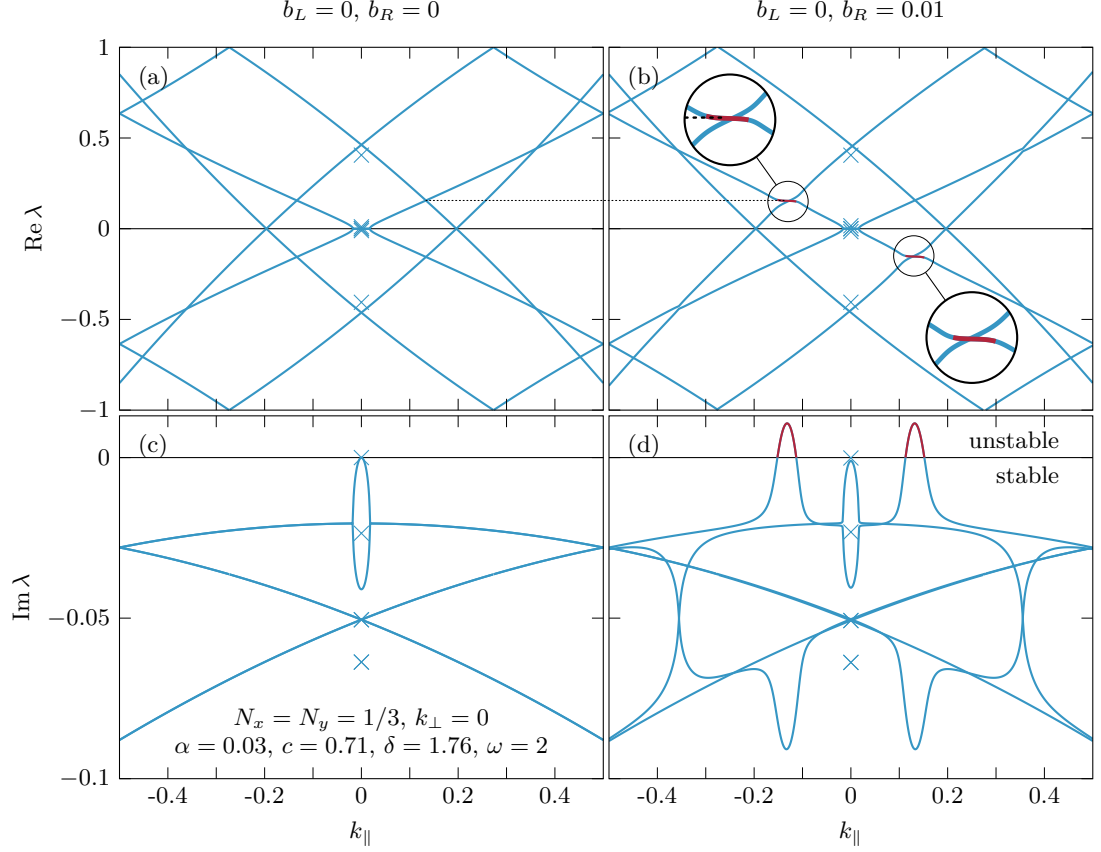 b_L = 0, b_R = 0
b_L = 0, b_R = 0.01
(a)
(b)
Re λ
1
0.5
0
−0.5
−1
(c)
(d)
unstable
stable
Im λ
0
−0.05
−0.1
N_x = N_y = 1/3, k_⊥ = 0
α = 0.03, c = 0.71, δ = 1.76, ω = 2
-0.4 -0.2 0 0.2 0.4
-0.4 -0.2 0 0.2 0.4
k_∥
k_∥